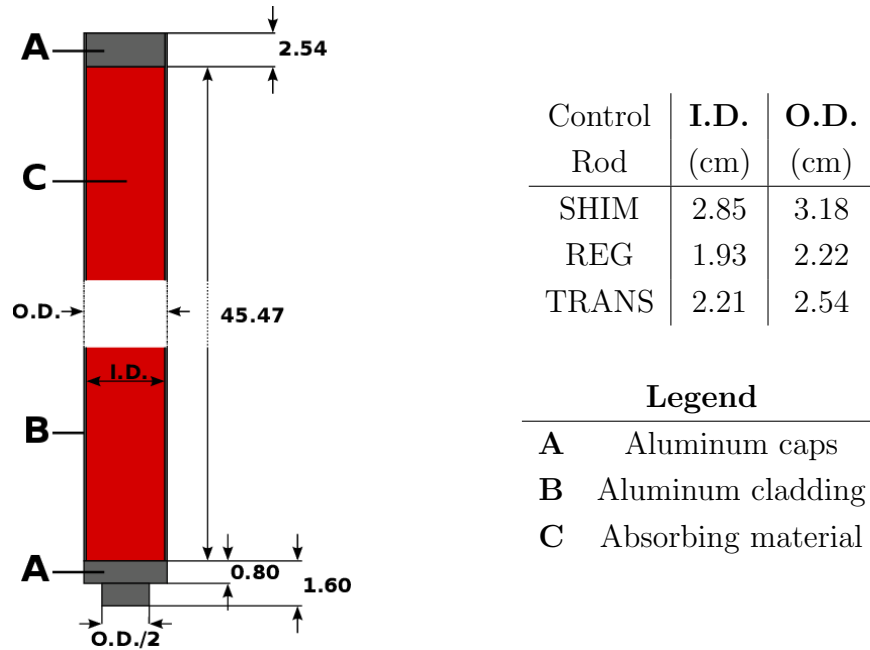 A
2.54
C
O.D.
45.47
I.D.
B
A
0.80
1.60
O.D./2
Control I.D. O.D.
Rod (cm) (cm)
SHIM 2.85 3.18
REG 1.93 2.22
TRANS 2.21 2.54
Legend
A Aluminum caps
B Aluminum cladding
C Absorbing material